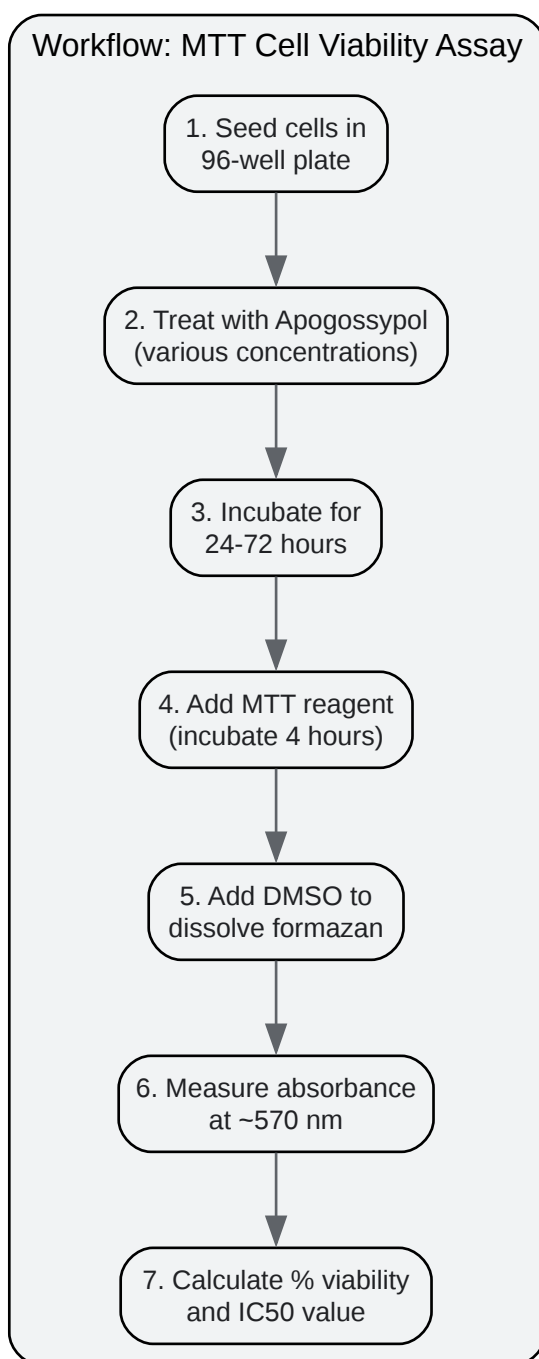 Workflow: MTT Cell Viability Assay
1. Seed cells in
96-well plate
2. Treat with Apogossypol
(various concentrations)
3. Incubate for
24-72 hours
4. Add MTT reagent
(incubate 4 hours)
5. Add DMSO to
dissolve formazan
6. Measure absorbance
at ~570 nm
7. Calculate % viability
and IC50 value